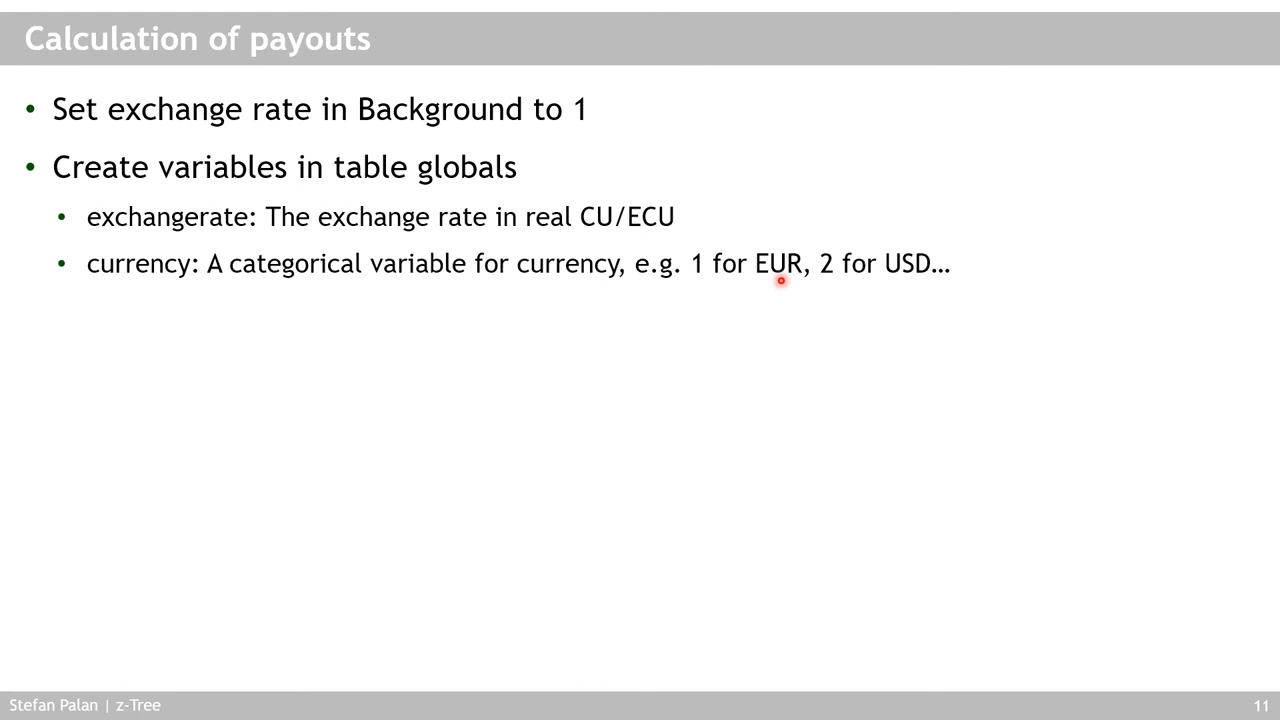 Calculation of payouts
• Set exchange rate in Background to 1
• Create variables in table globals
• exchangerate: The exchange rate in real CU/ECU
• currency: A categorical variable for currency, e.g. 1 for EUR, 2 for USD…
Stefan Palan | z-Tree
11